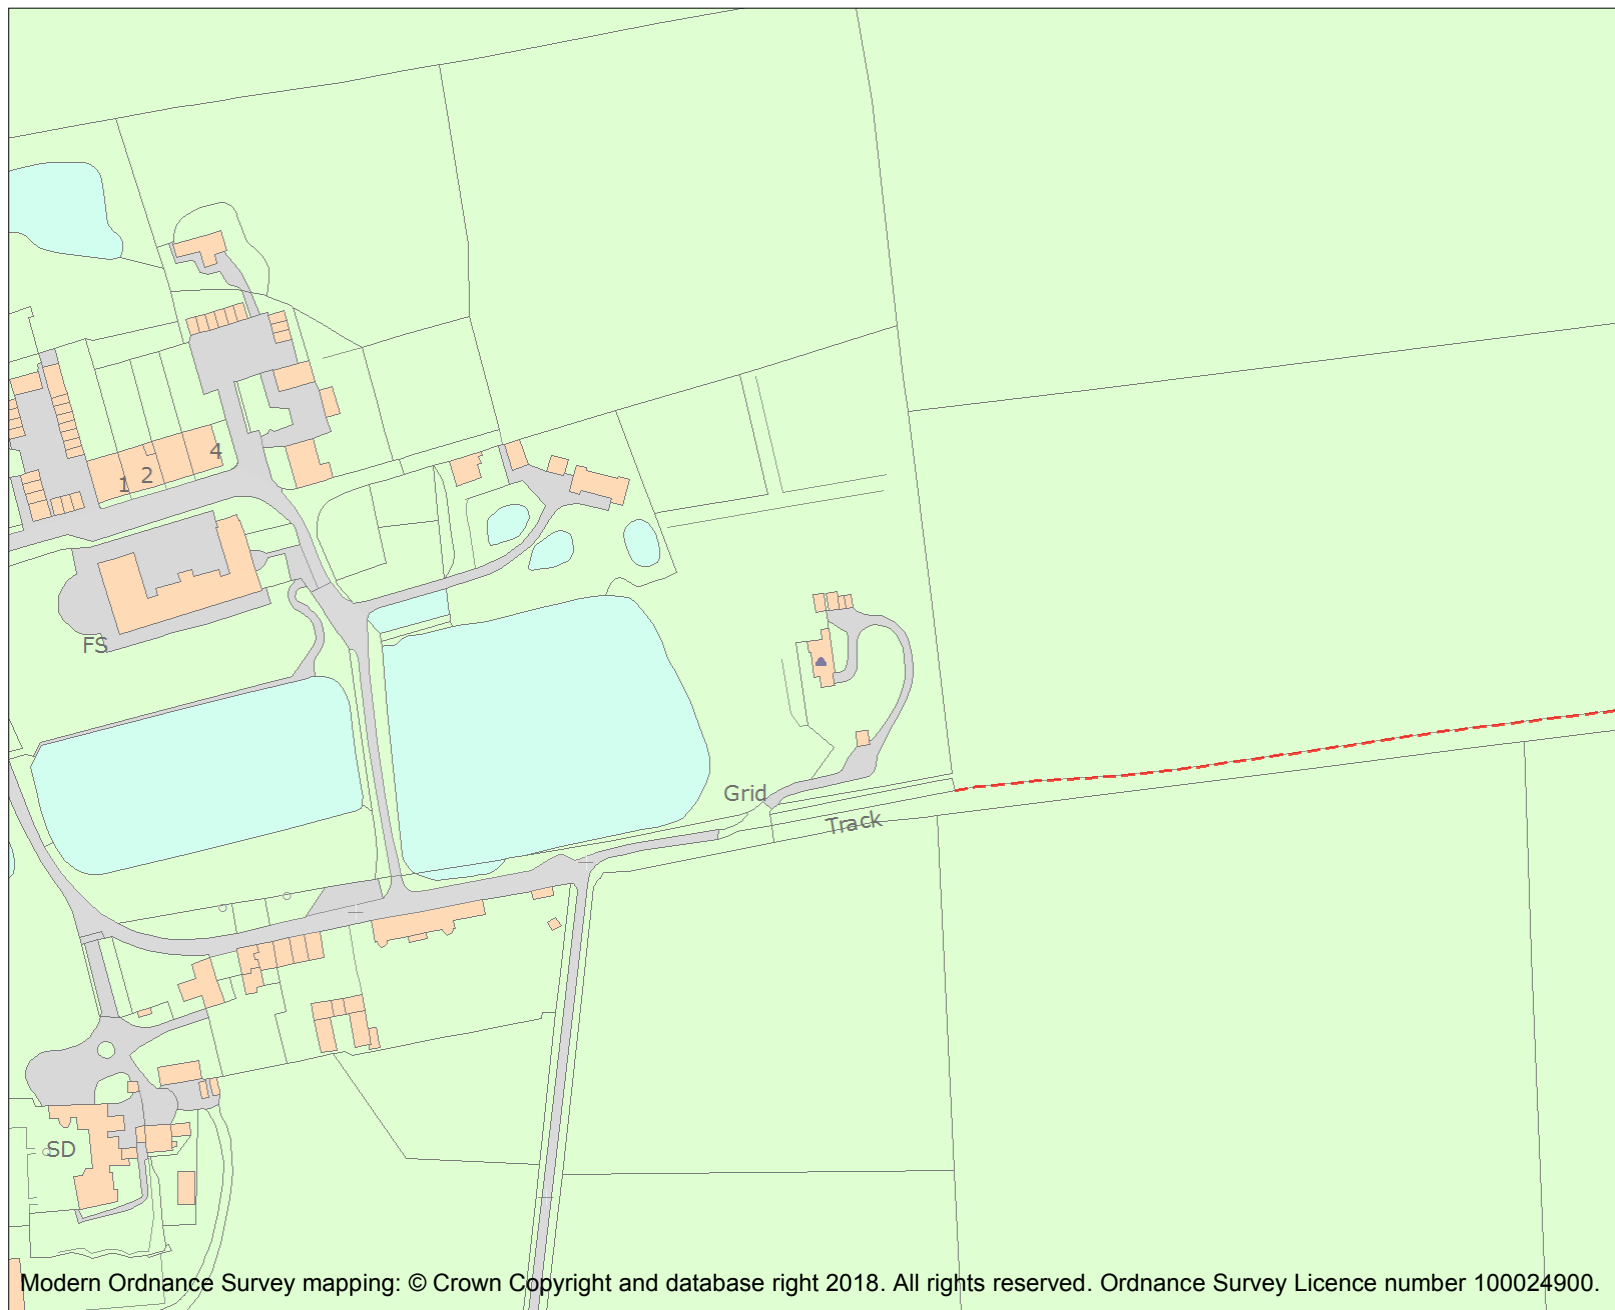 4
2
1
FS
Grid
Track
SD
Modern Ordnance Survey mapping: © Crown Copyright and database right 2018. All rights reserved. Ordnance Survey Licence number 100024900.